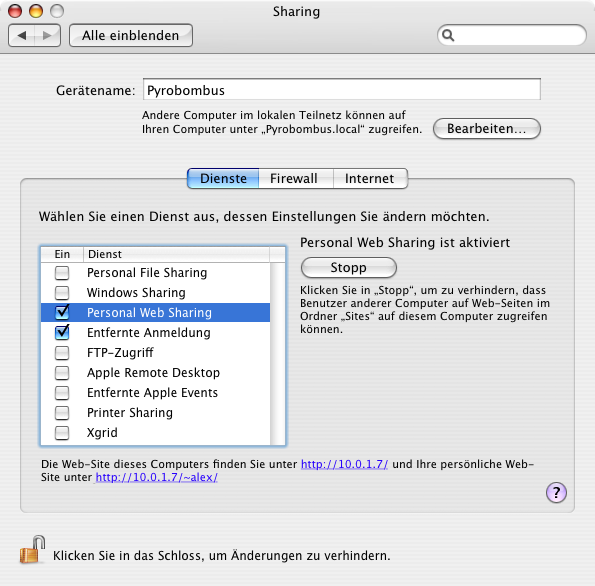 Sharing
Alle einblenden
Gerätename: Pyrobombus
Andere Computer im lokalen Teilnetz können auf
Ihren Computer unter „Pyrobombus.local“ zugreifen.
Bearbeiten...
Dienste Firewall Internet
Wählen Sie einen Dienst aus, dessen Einstellungen Sie ändern möchten.
Ein Dienst
Personal File Sharing
Windows Sharing
Personal Web Sharing
Entfernte Anmeldung
FTP-Zugriff
Apple Remote Desktop
Entfernte Apple Events
Printer Sharing
Xgrid
Personal Web Sharing ist aktiviert
Stopp
Klicken Sie in „Stopp“, um zu verhindern, dass
Benutzer anderer Computer auf Web-Seiten im
Ordner „Sites“ auf diesem Computer zugreifen
können.
Die Web-Site dieses Computers finden Sie unter http://10.0.1.7/ und Ihre persönliche Web-
Site unter http://10.0.1.7/~alex/
?
Klicken Sie in das Schloss, um Änderungen zu verhindern.